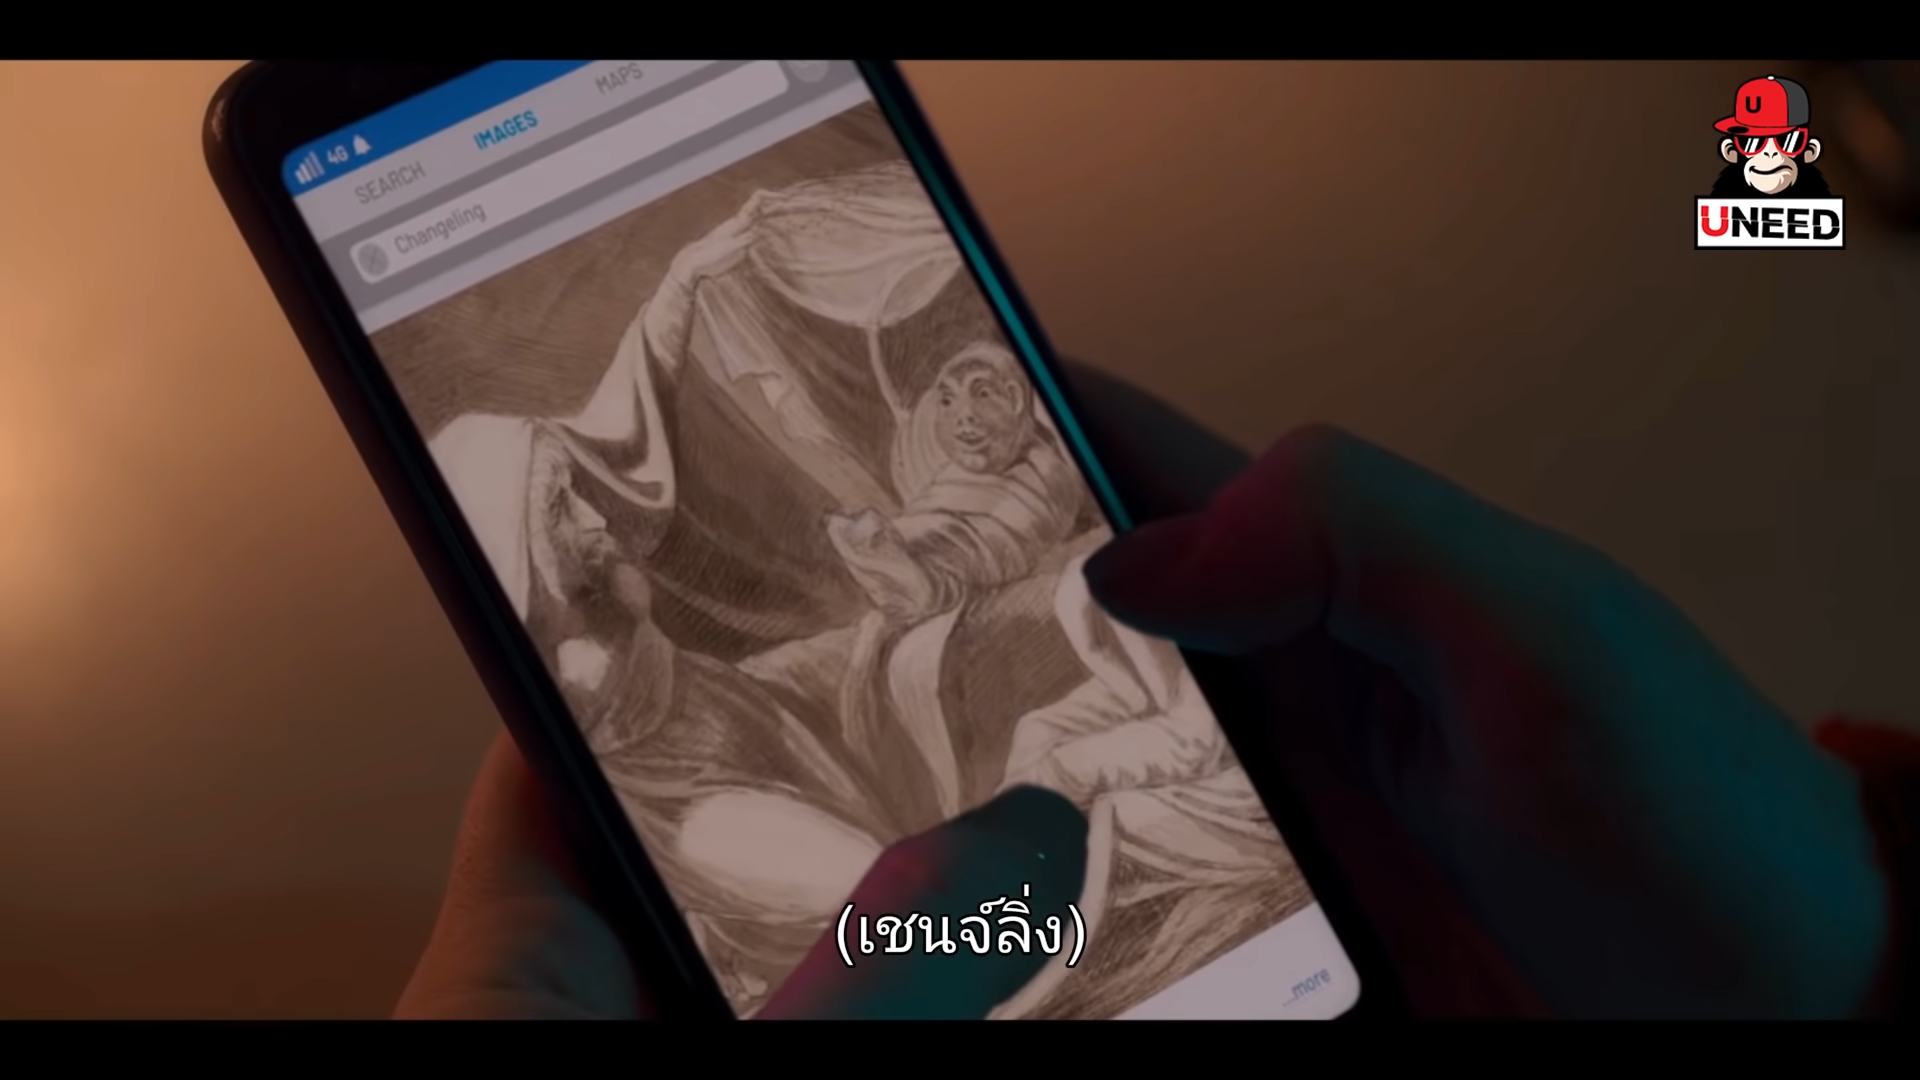 4G
SEARCH IMAGES MAPS
Changeling
U
UNEED
(เชนจ์ลิ่ง)
...more